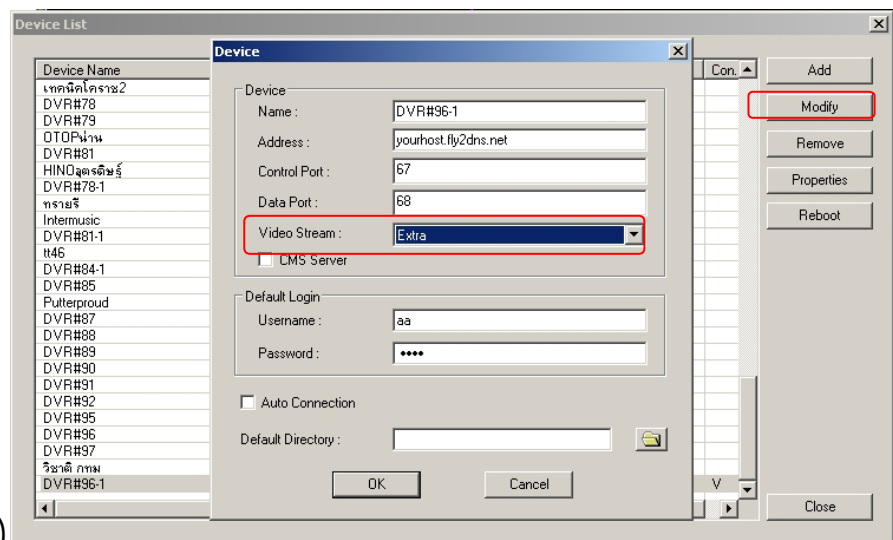 Device List
Device Name
Con.
เทคนิคโคราช2
DVR#78
DVR#79
OTOPน่าน
DVR#81
HINOอุตรดิษฐ์
DVR#78-1
ทรายรี
Intermusic
DVR#81-1
tt46
DVR#84-1
DVR#85
Putterproud
DVR#87
DVR#88
DVR#89
DVR#90
DVR#91
DVR#92
DVR#95
DVR#96
DVR#97
วิชาติ กทม
DVR#96-1
V
Device
Device
Name :
DVR#96-1
Address :
yourhost.fly2dns.net
Control Port :
67
Data Port :
68
Video Stream :
Extra
CMS Server
Default Login
Username :
aa
Password :
••••
Auto Connection
Default Directory :
OK
Cancel
Add
Modify
Remove
Properties
Reboot
Close
)